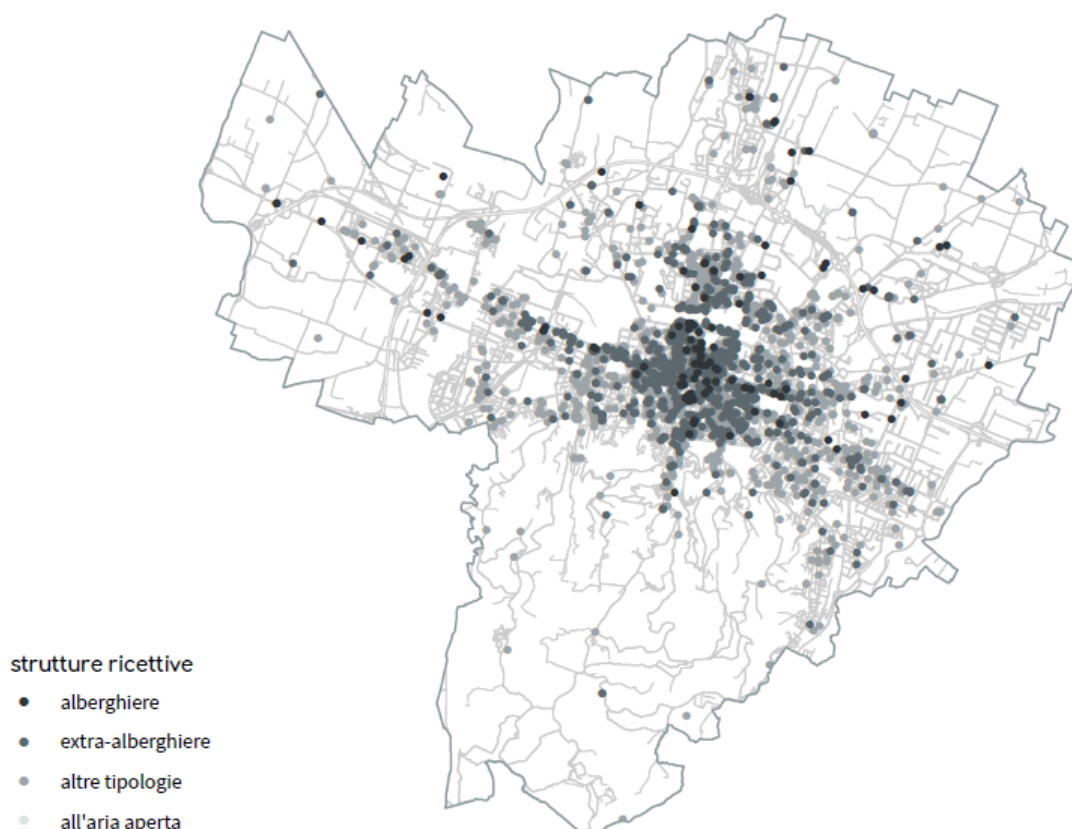 strutture ricettive
alberghiere
extra-alberghiere
altre tipologie
all'aria aperta